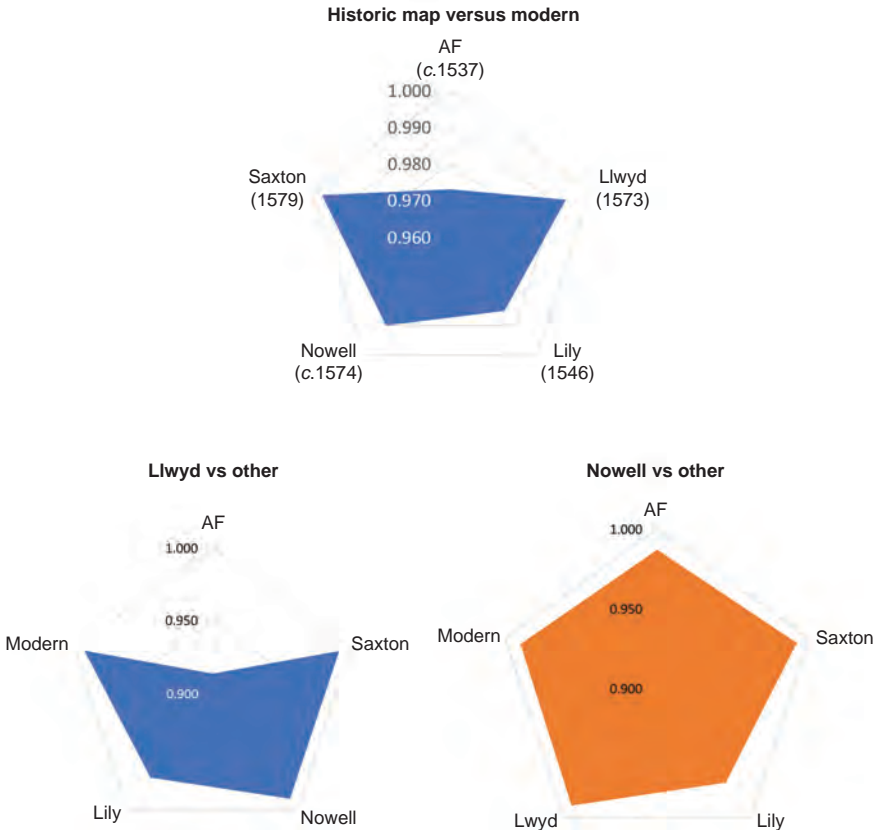 Historic map versus modern
AF
(c.1537)
1.000
0.990
0.980
Saxton
(1579)
Llwyd
(1573)
0.970
0.960
Nowell
(c.1574)
Lily
(1546)
Llwyd vs other
AF
1.000
0.950
Modern
Saxton
0.900
Lily
Nowell
Nowell vs other
AF
1.000
0.950
Modern
Saxton
0.900
Lwyd
Lily